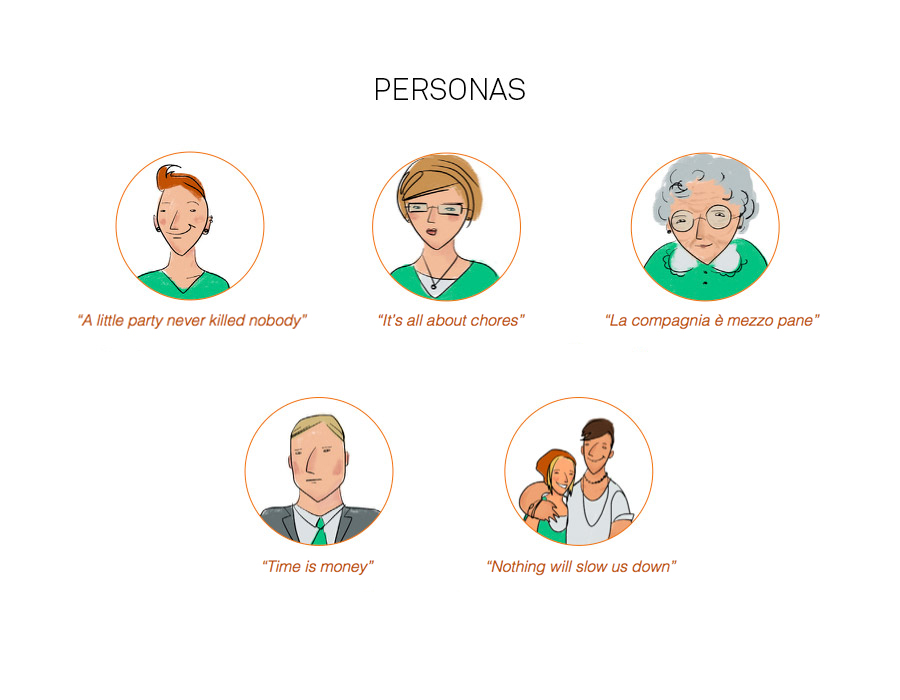 PERSONAS
“A little party never killed nobody”
“It’s all about chores”
“La compagnia è mezzo pane”
“Time is money”
“Nothing will slow us down”